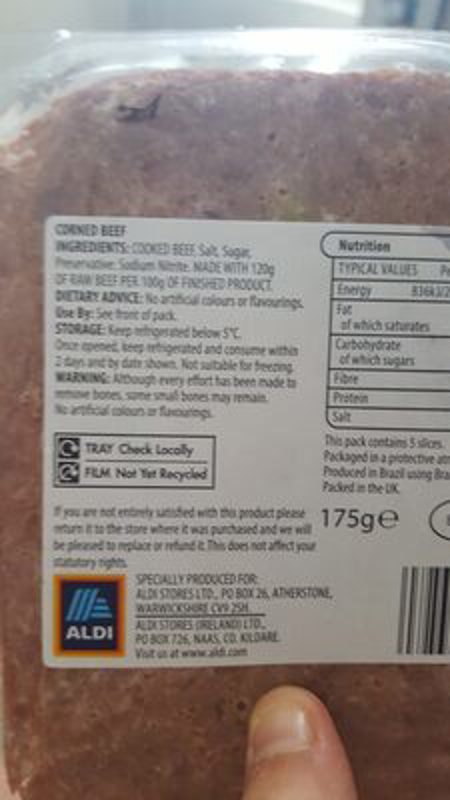 CORNED BEEF
INGREDIENTS: COOKED BEEF, Salt, Sugar,
Preservative: Sodium Nitrite. MADE WITH 120g
OF RAW BEEF PER 100g OF FINISHED PRODUCT.
DIETARY ADVICE: No artificial colours or flavourings.
Use By: See front of pack.
STORAGE: Keep refrigerated below 5°C.
Once opened, keep refrigerated and consume within
2 days and by date shown. Not suitable for freezing.
WARNING: Although every effort has been made to
remove bones, some small bones may remain.
No artificial colours or flavourings.
TRAY Check Locally
FILM Not Yet Recycled
If you are not entirely satisfied with this product please
return it to the store where it was purchased and we will
be pleased to replace or refund it. This does not affect your
statutory rights.
ALDI
SPECIALLY PRODUCED FOR:
ALDI STORES LTD., PO BOX 26, ATHERSTONE,
WARWICKSHIRE CV9 2SH.
ALDI STORES (IRELAND) LTD.,
PO BOX 726, NAAS, CO. KILDARE.
Visit us at www.aldi.com
Nutrition
TYPICAL VALUES Pe
Energy 836kJ/2
Fat
of which saturates
Carbohydrate
of which sugars
Fibre
Protein
Salt
This pack contains 5 slices.
Packaged in a protective atm
Produced in Brazil using Bra
Packed in the UK.
175g℮